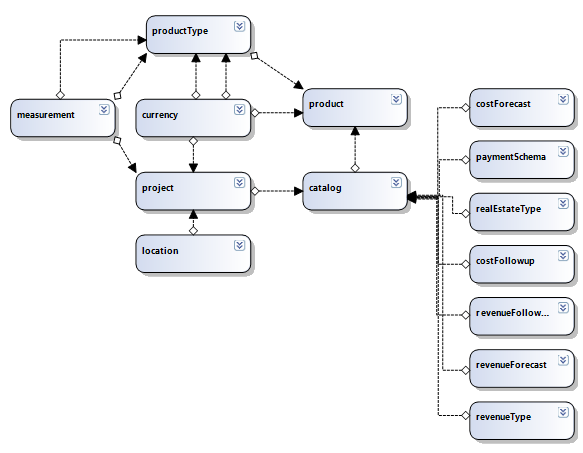 productType
measurement
currency
product
costForecast
paymentSchema
project
catalog
realEstateType
location
costFollowup
revenueFollow...
revenueForecast
revenueType